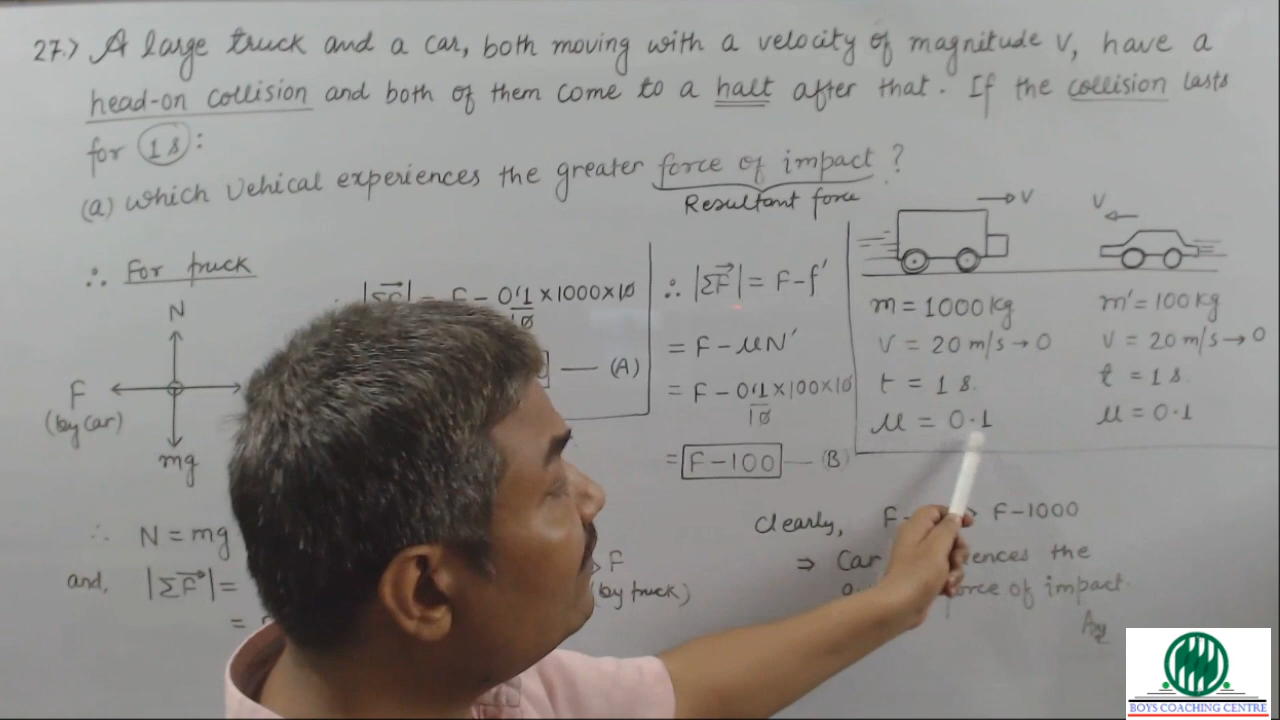 27.) A large truck and a car, both moving with a velocity of magnitude v, have a
head-on collision and both of them come to a halt after that. If the collision lasts
for 1s:
(a) which vehical experiences the greater force of impact ?
Resultant force
∴ For truck
N
F
(by car)
mg
∴ N = mg
and, |ΣF⃗| =
=
F - 0.1 × 1000 × 10
10
(A)
F
(by truck)
∴ |ΣF⃗| = F - f'
= F - μN'
= F - 0.1 × 100 × 10
10
= F-100 — (B)
v
v
m = 1000 kg
v = 20 m/s → 0
t = 1 s.
μ = 0.1
m' = 100 kg
v = 20 m/s → 0
t = 1 s.
μ = 0.1
Clearly, F- > F-1000
⇒ Car the
force of impact.
BOYS COACHING CENTRE